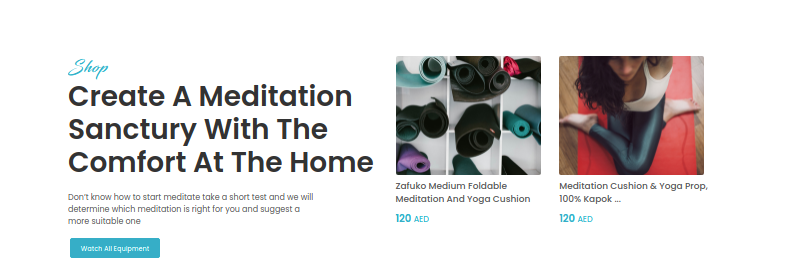 Shop
Create A Meditation
Sanctury With The
Comfort At The Home
Don't know how to start meditate take a short test and we will
determine which meditation is right for you and suggest a
more suitable one
Watch All Equipment
Zafuko Medium Foldable
Meditation And Yoga Cushion
120 AED
Meditation Cushion & Yoga Prop,
100% Kapok ...
120 AED